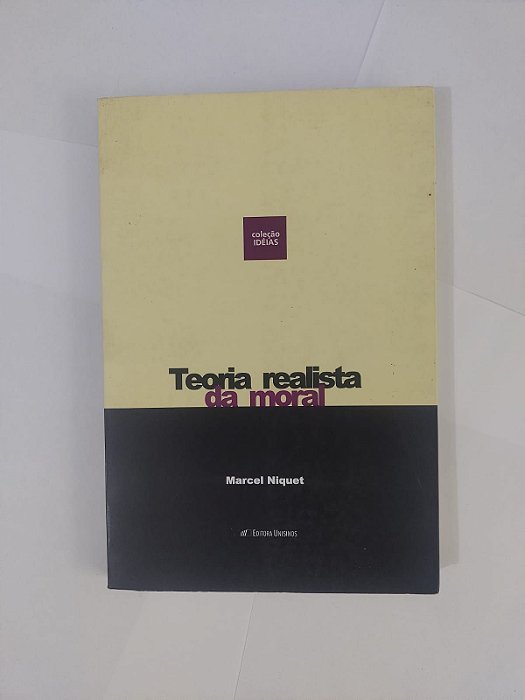 coleção
IDÉIAS
Teoria realista
da moral
Marcel Niquet
EDITORA UNISINOS